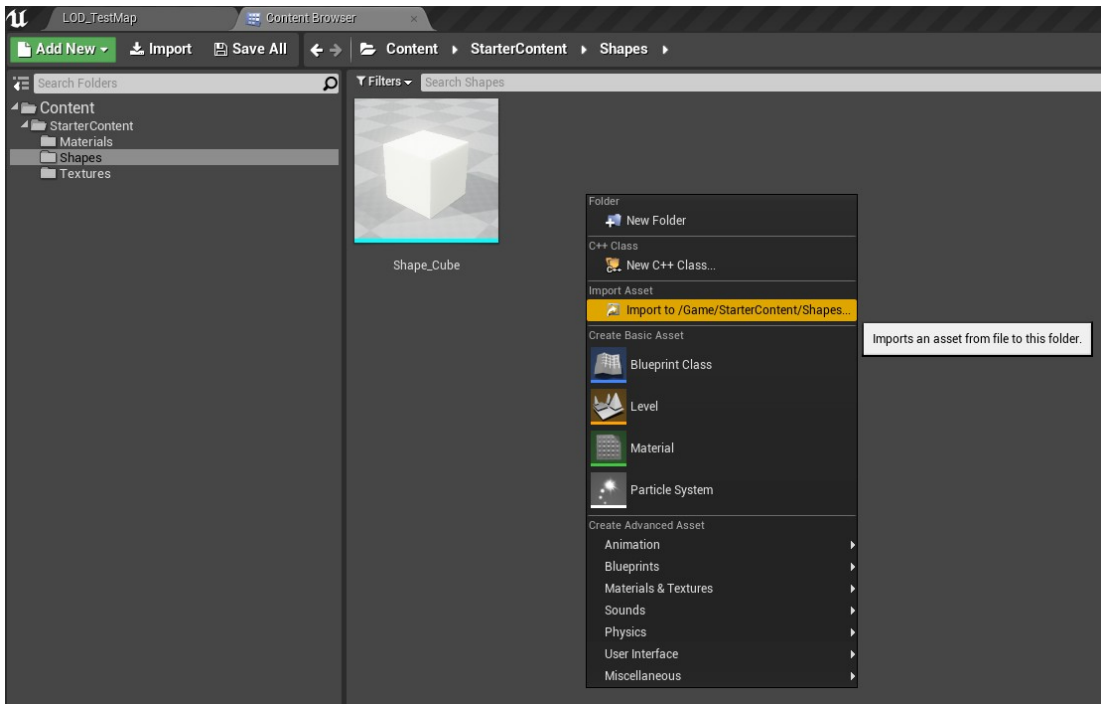 LOD_TestMap
Content Browser
Add New
Import
Save All
Content
StarterContent
Shapes
Search Folders
Filters
Search Shapes
Content
StarterContent
Materials
Shapes
Textures
Shape_Cube
Folder
New Folder
C++ Class
New C++ Class...
Import Asset
Import to /Game/StarterContent/Shapes...
Imports an asset from file to this folder.
Create Basic Asset
Blueprint Class
Level
Material
Particle System
Create Advanced Asset
Animation
Blueprints
Materials & Textures
Sounds
Physics
User Interface
Miscellaneous